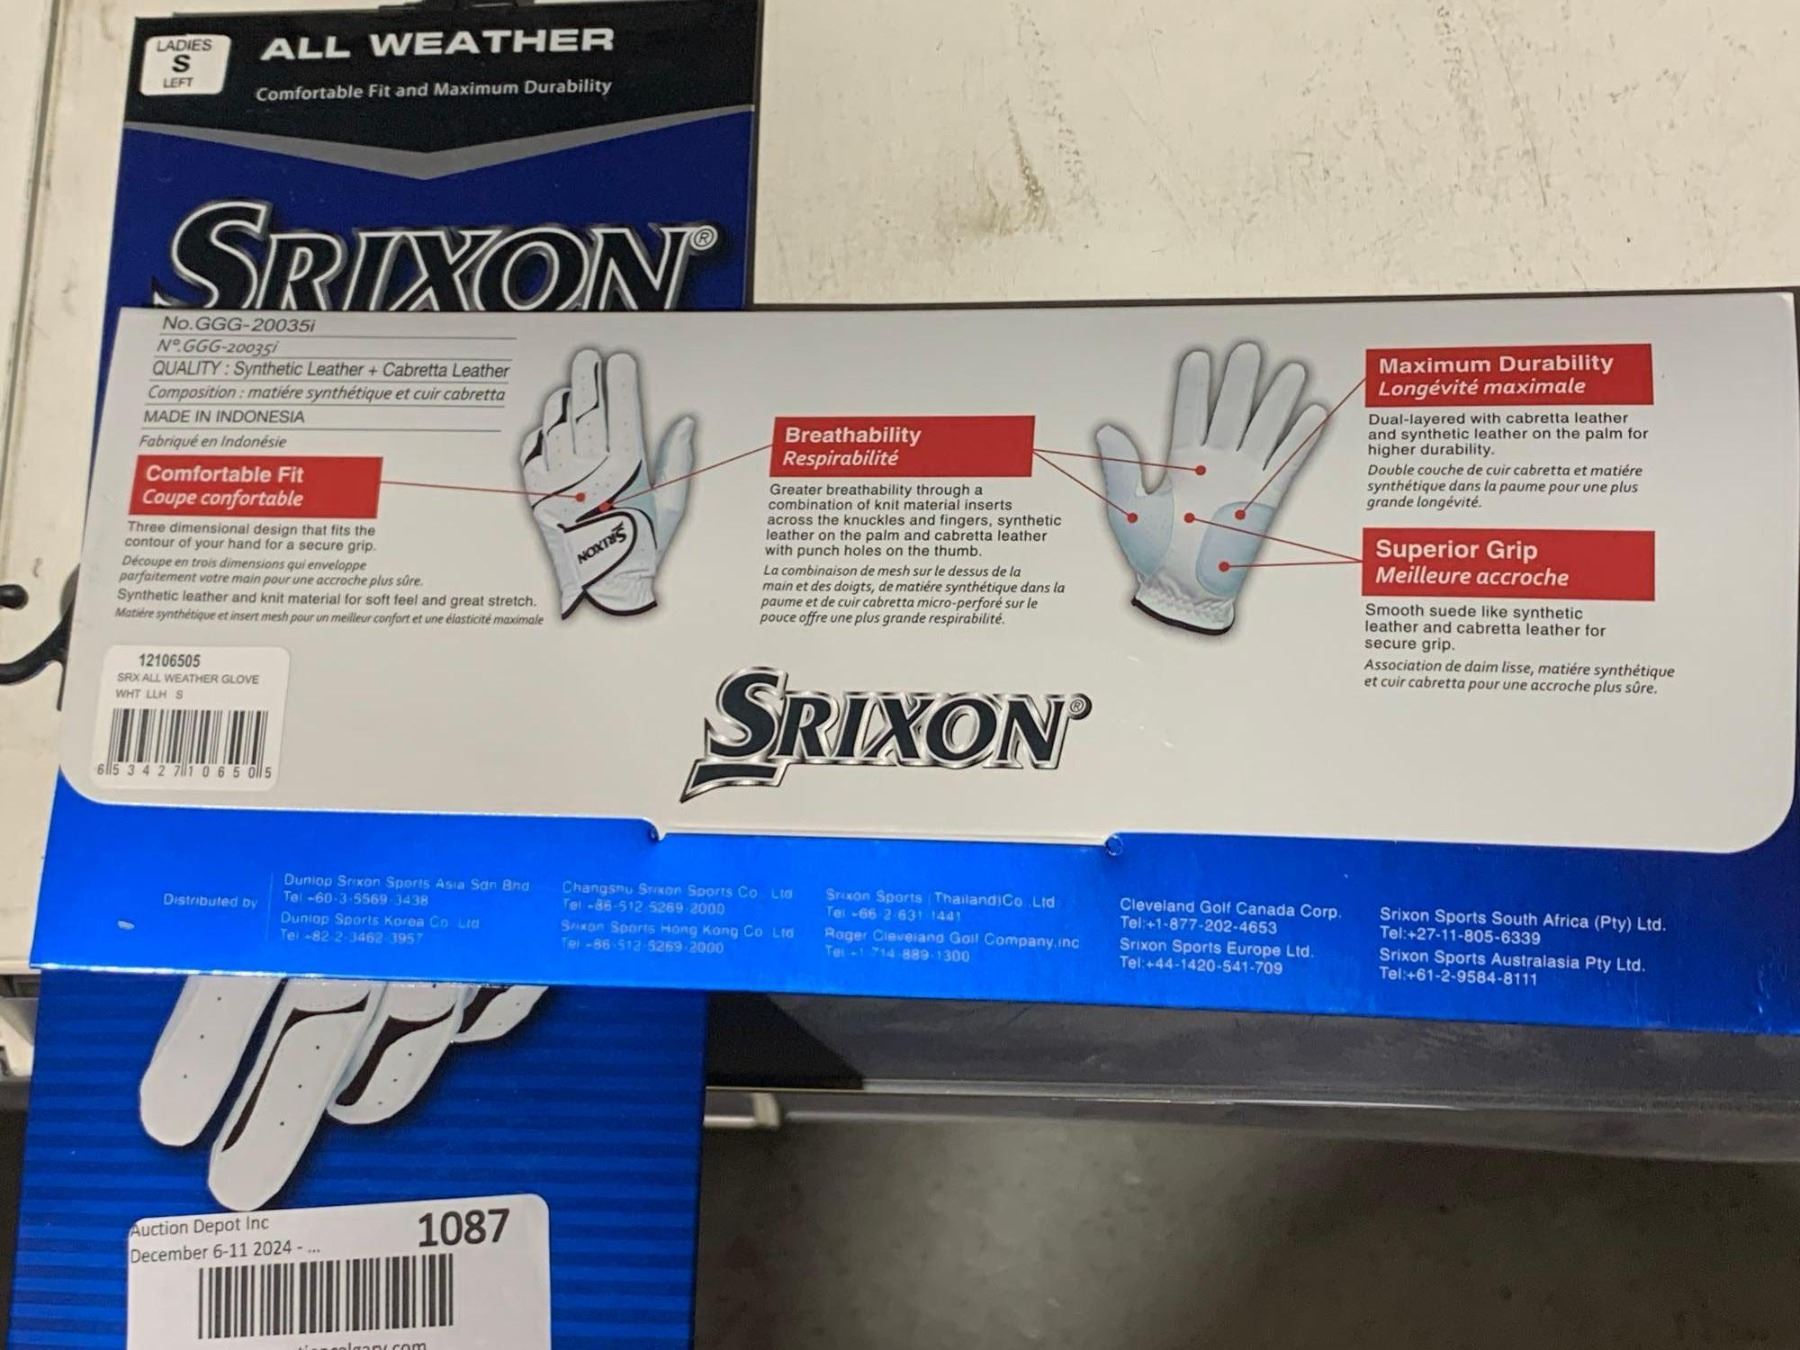 LADIES
S
LEFT
ALL WEATHER
Comfortable Fit and Maximum Durability
SRIXON®
No.GGG-20035i
Nº.GGG-20035i
QUALITY : Synthetic Leather + Cabretta Leather
Composition : matiére synthétique et cuir cabretta
MADE IN INDONESIA
Fabriqué en Indonésie
Comfortable Fit
Coupe confortable
Three dimensional design that fits the
contour of your hand for a secure grip.
Découpe en trois dimensions qui enveloppe
parfaitement votre main pour une accroche plus sûre.
Synthetic leather and knit material for soft feel and great stretch.
Matiére synthétique et insert mesh pour un meilleur confort et une élasticité maximale
SRIXON
Breathability
Respirabilité
Greater breathability through a
combination of knit material inserts
across the knuckles and fingers, synthetic
leather on the palm and cabretta leather
with punch holes on the thumb.
La combinaison de mesh sur le dessus de la
main et des doigts, de matiére synthétique dans la
paume et de cuir cabretta micro-perforé sur le
pouce offre une plus grande respirabilité.
Maximum Durability
Longévité maximale
Dual-layered with cabretta leather
and synthetic leather on the palm for
higher durability.
Double couche de cuir cabretta et matiére
synthétique dans la paume pour une plus
grande longévité.
Superior Grip
Meilleure accroche
Smooth suede like synthetic
leather and cabretta leather for
secure grip.
Association de daim lisse, matiére synthétique
et cuir cabretta pour une accroche plus sûre.
12106505
SRX ALL WEATHER GLOVE
WHT LLH S
6 53427 10650 5
SRIXON®
Distributed by
Dunlop Srixon Sports Asia Sdn Bhd
Tel +60-3-5569-3438
Dunlop Sports Korea Co. Ltd
Tel +82-2-3462-3957
Changshu Srixon Sports Co. Ltd
Tel +86-512-5269-2000
Srixon Sports Hong Kong Co. Ltd
Tel +86-512-5269-2000
Srixon Sports (Thailand)Co.,Ltd.
Tel +66-2-631-1441
Roger Cleveland Golf Company,inc
Tel +1-714-889-1300
Cleveland Golf Canada Corp.
Tel:+1-877-202-4653
Srixon Sports Europe Ltd.
Tel:+44-1420-541-709
Srixon Sports South Africa (Pty) Ltd.
Tel:+27-11-805-6339
Srixon Sports Australasia Pty Ltd.
Tel:+61-2-9584-8111
Auction Depot Inc
1087
December 6-11 2024 - ...